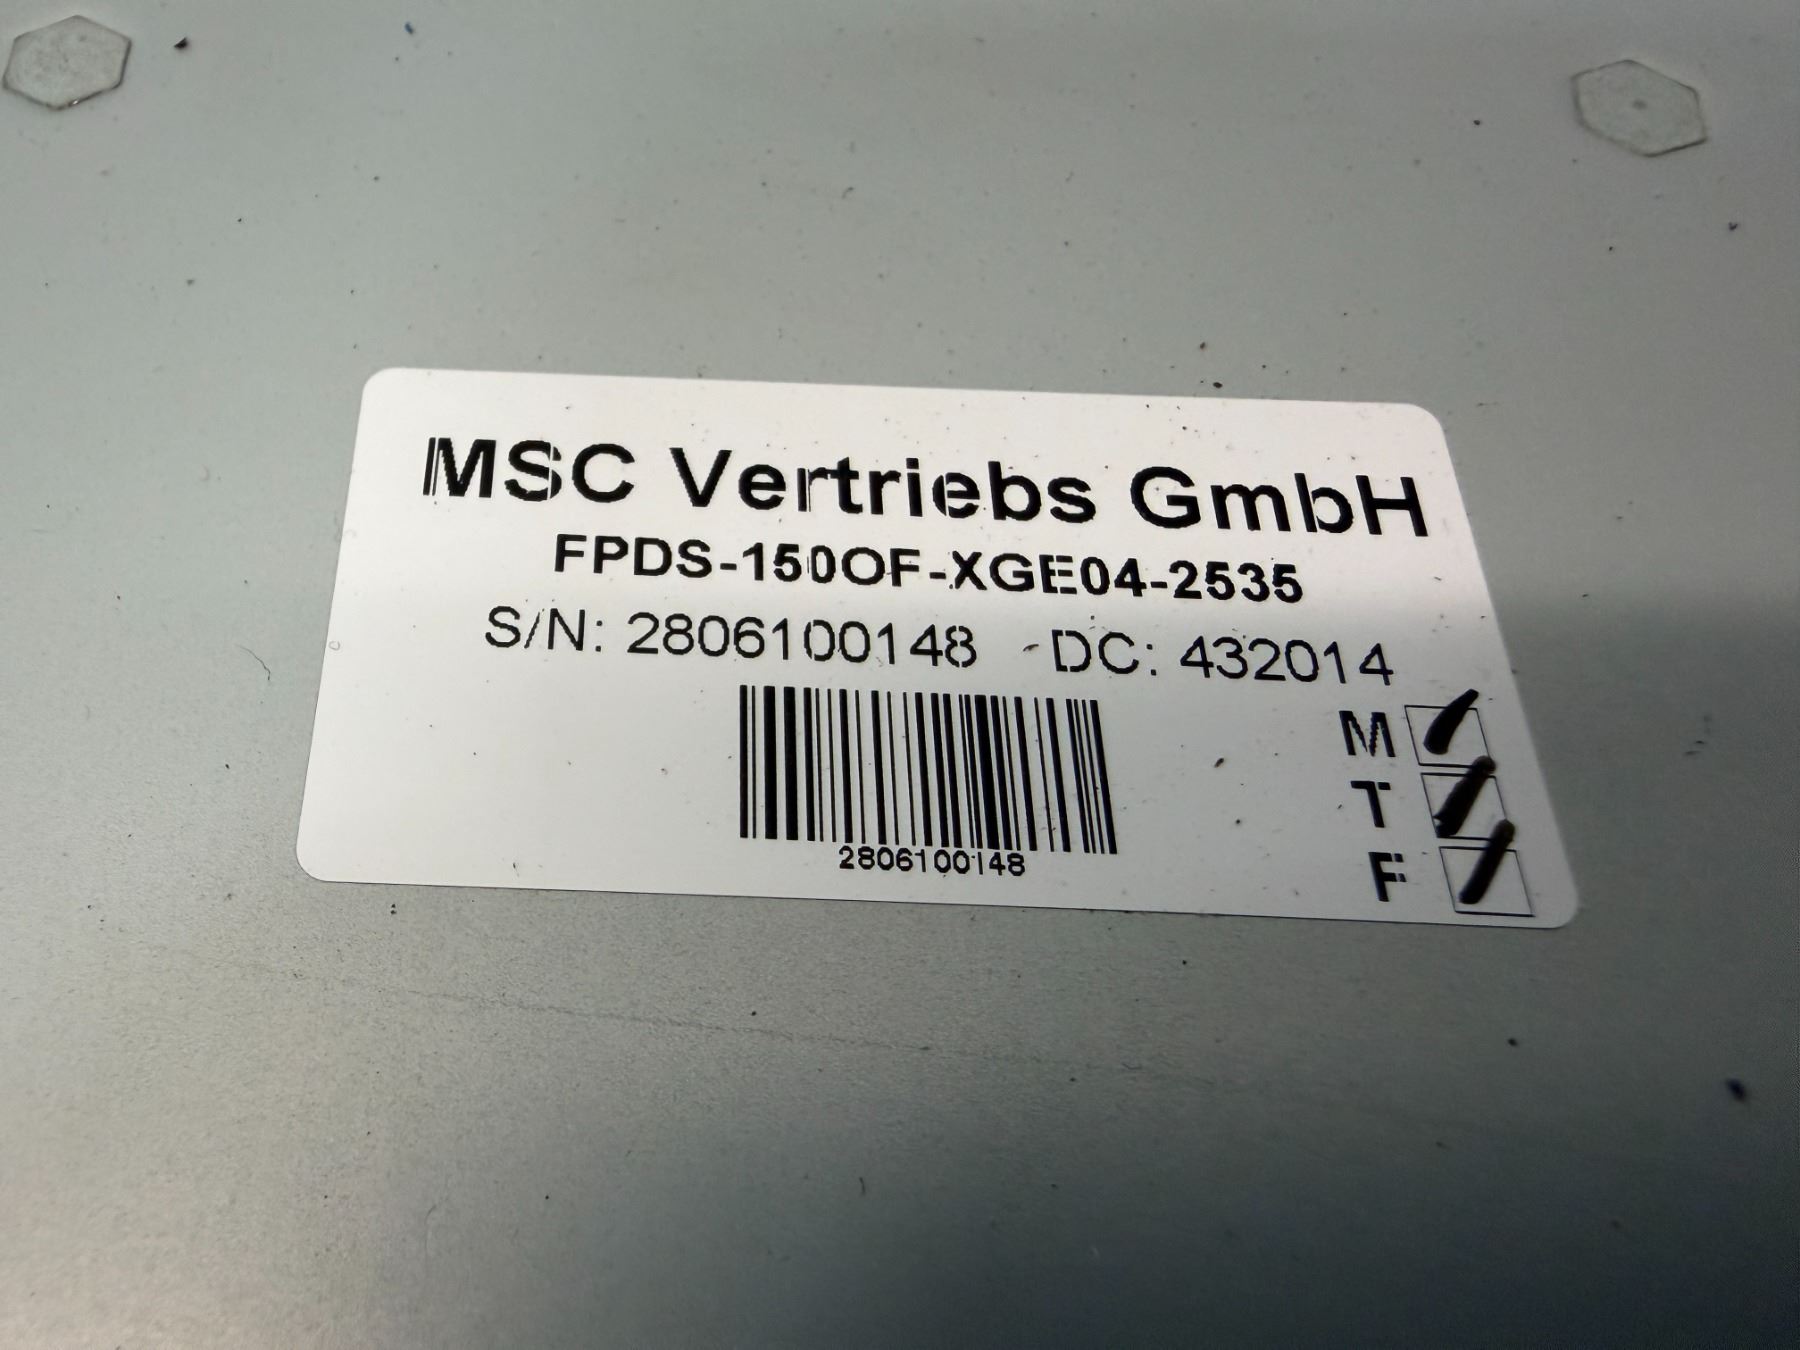 MSC Vertriebs GmbH
FPDS-150OF-XGE04-2535
S/N: 2806100148 - DC: 432014
M
T
F
2806100148